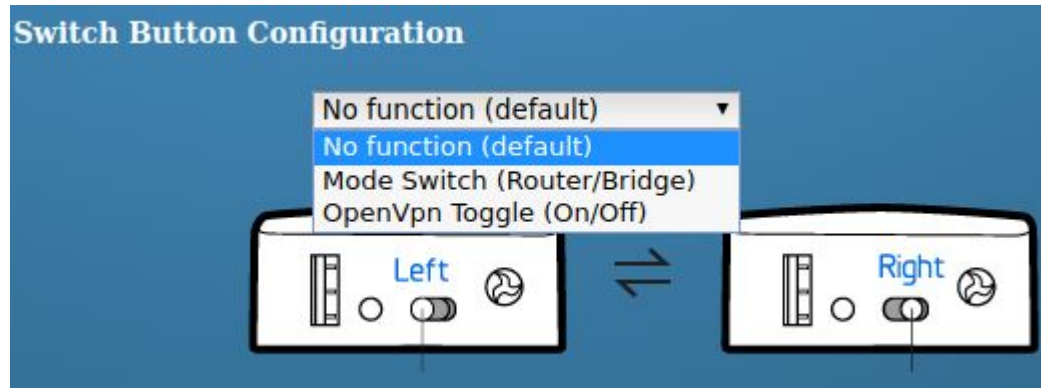 Switch Button Configuration
No function (default)
No function (default)
Mode Switch (Router/Bridge)
OpenVpn Toggle (On/Off)
Left
Right